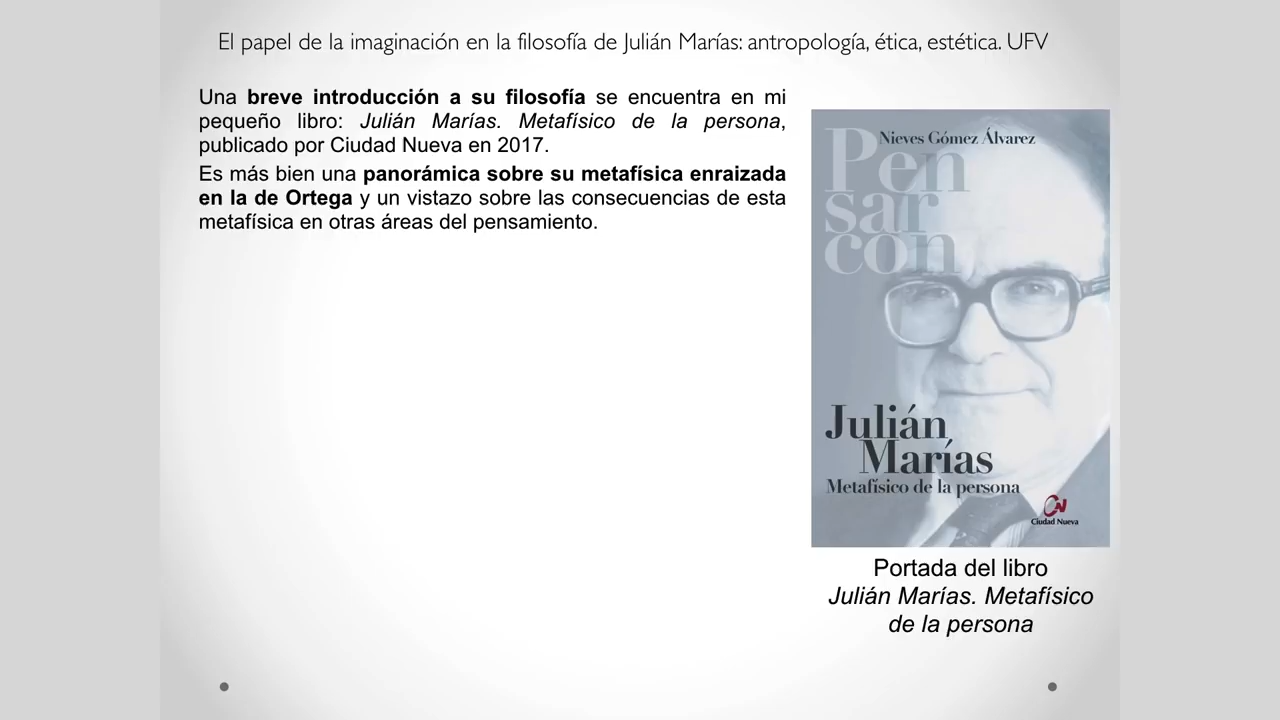 El papel de la imaginación en la filosofía de Julián Marías: antropología, ética, estética. UFV
Una breve introducción a su filosofía se encuentra en mi
pequeño libro: Julián Marías. Metafísico de la persona,
publicado por Ciudad Nueva en 2017.
Es más bien una panorámica sobre su metafísica enraizada
en la de Ortega y un vistazo sobre las consecuencias de esta
metafísica en otras áreas del pensamiento.
Nieves Gómez Álvarez
Pen
sar
con
Julián
Marías
Metafísico de la persona
Ciudad Nueva
Portada del libro
Julián Marías. Metafísico
de la persona